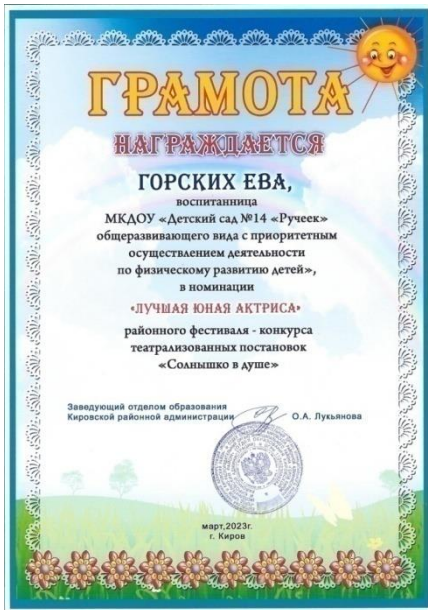 ГРАМОТА
НАГРАЖДАЕТСЯ
ГОРСКИХ ЕВА,
воспитанница
МКДОУ «Детский сад №14 «Ручеек»
общеразвивающего вида с приоритетным
осуществлением деятельности
по физическому развитию детей»,
в номинации
«ЛУЧШАЯ ЮНАЯ АКТРИСА»
районного фестиваля - конкурса
театрализованных постановок
«Солнышко в душе»
Заведующий отделом образования
Кировской районной администрации О.А. Лукьянова
март,2023г.
г. Киров